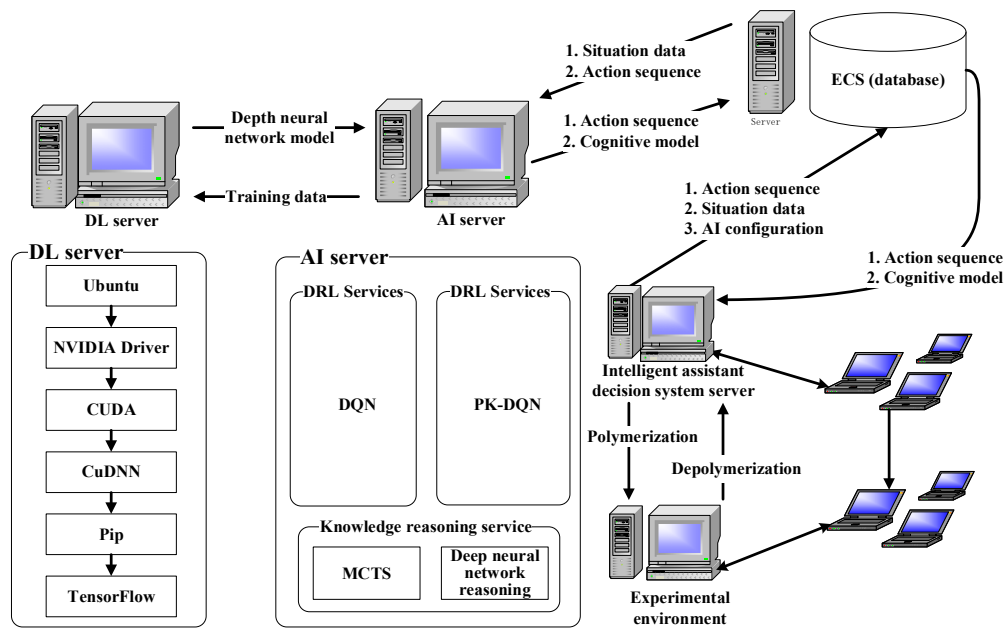 1. Situation data
2. Action sequence
ECS (database)
Server
Depth neural
network model
1. Action sequence
2. Cognitive model
Training data
DL server
AI server
1. Action sequence
2. Situation data
3. AI configuration
1. Action sequence
2. Cognitive model
DL server
Ubuntu
NVIDIA Driver
CUDA
CuDNN
Pip
TensorFlow
AI server
DRL Services
DQN
DRL Services
PK-DQN
Knowledge reasoning service
MCTS
Deep neural
network
reasoning
Intelligent assistant
decision system server
Polymerization
Depolymerization
Experimental
environment